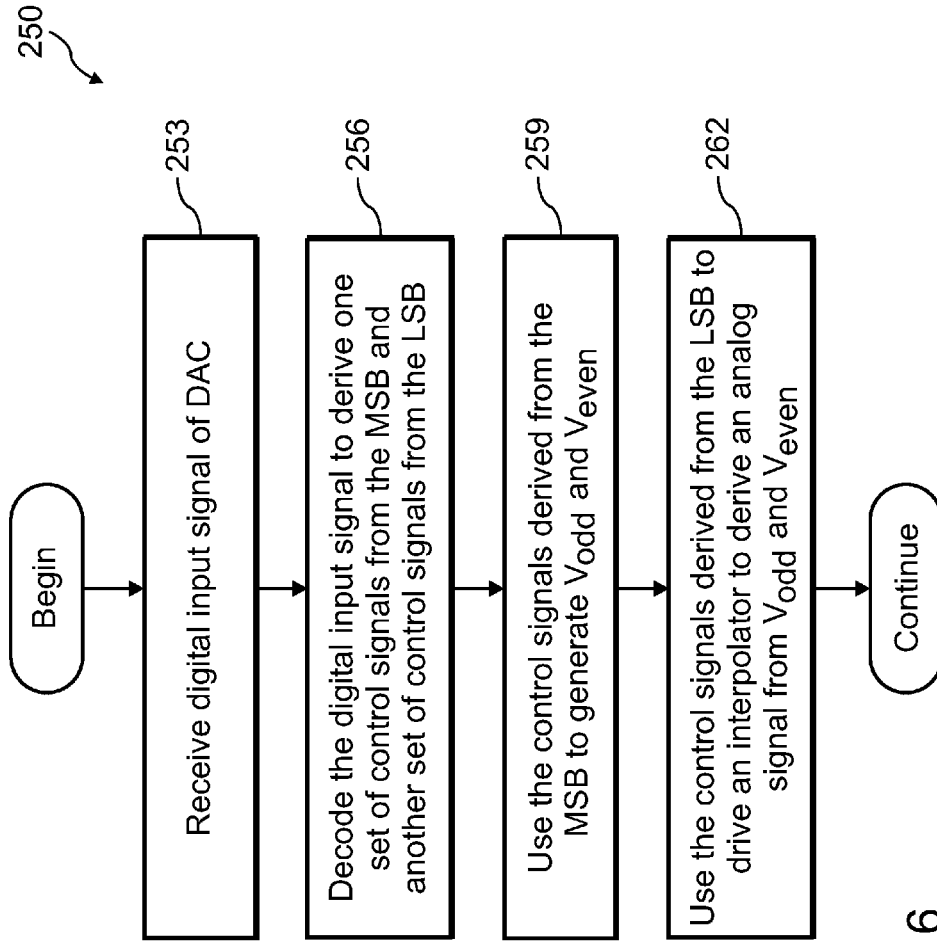 250
Begin
Receive digital input signal of DAC
253
Decode the digital input signal to derive one
set of control signals from the MSB and
another set of control signals from the LSB
256
Use the control signals derived from the
MSB to generate Vodd and Veven
259
Use the control signals derived from the LSB to
drive an interpolator to derive an analog
signal from Vodd and Veven
262
Continue
6